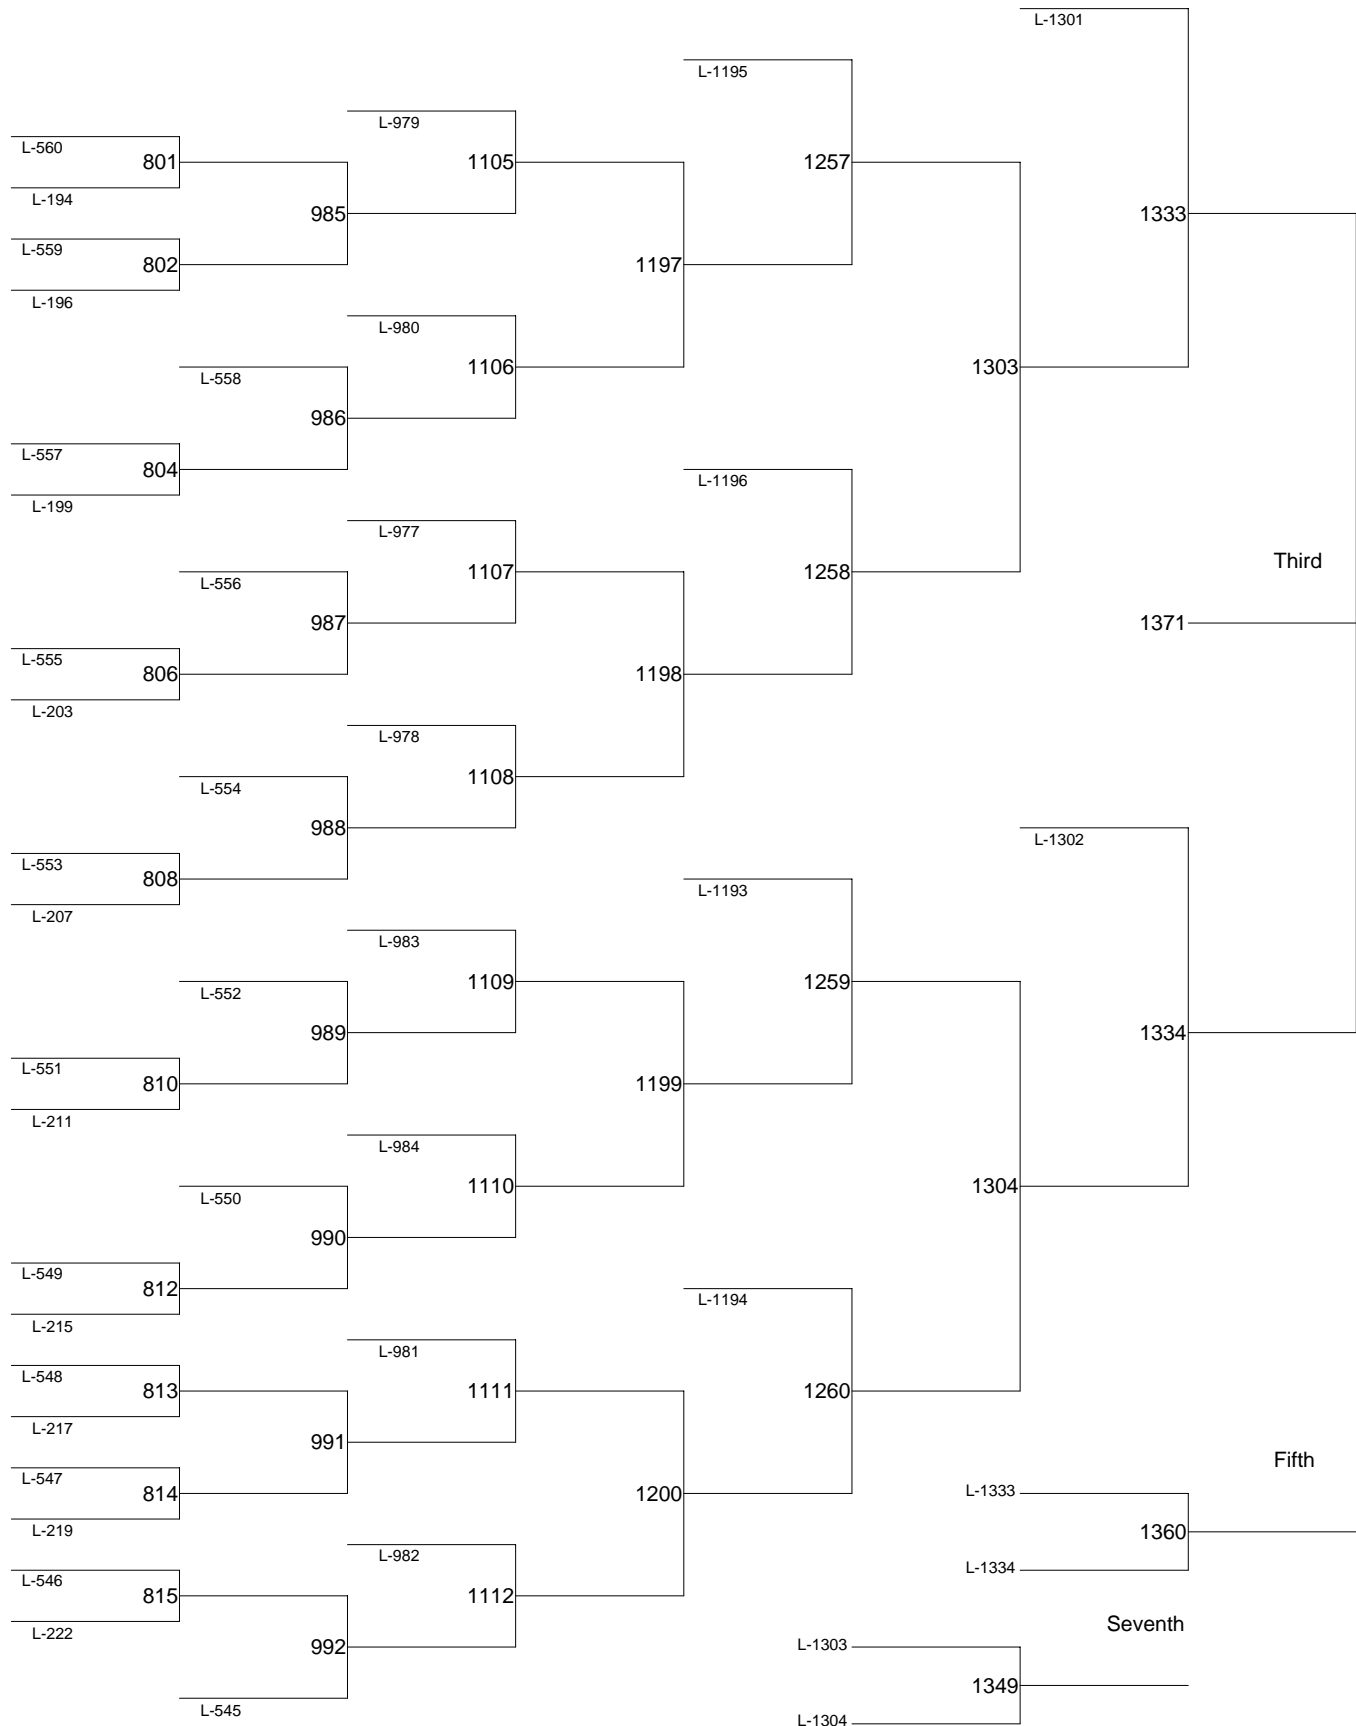 L-1301
L-1195
L-979
L-560
801
1105
1257
L-194
985
1333
L-559
802
1197
L-196
L-980
L-558
1106
1303
986
L-557
804
L-1196
L-199
L-977
Third
L-556
1107
1258
987
1371
L-555
806
1198
L-203
L-978
L-554
1108
988
L-1302
L-553
808
L-1193
L-207
L-983
L-552
1109
1259
989
1334
L-551
810
1199
L-211
L-984
L-550
1110
1304
990
L-549
812
L-1194
L-215
L-981
L-548
813
1111
1260
L-217
991
Fifth
L-547
814
1200
L-1333
L-219
1360
L-982
L-546
815
1112
L-1334
L-222
Seventh
992
L-1303
1349
L-545
L-1304